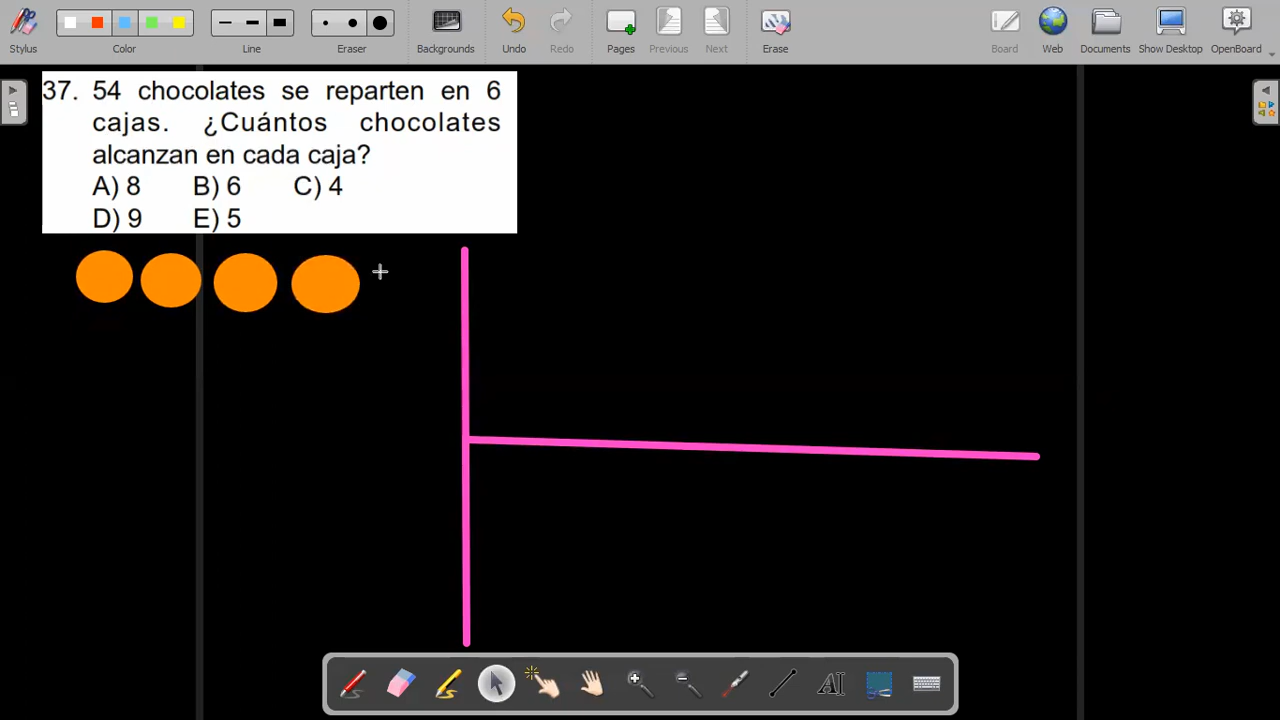 Stylus Color Line Eraser Backgrounds Undo Redo Pages Previous Next Erase Board Web Documents Show Desktop OpenBoard
37. 54 chocolates se reparten en 6
cajas. ¿Cuántos chocolates
alcanzan en cada caja?
A) 8 B) 6 C) 4
D) 9 E) 5
AI